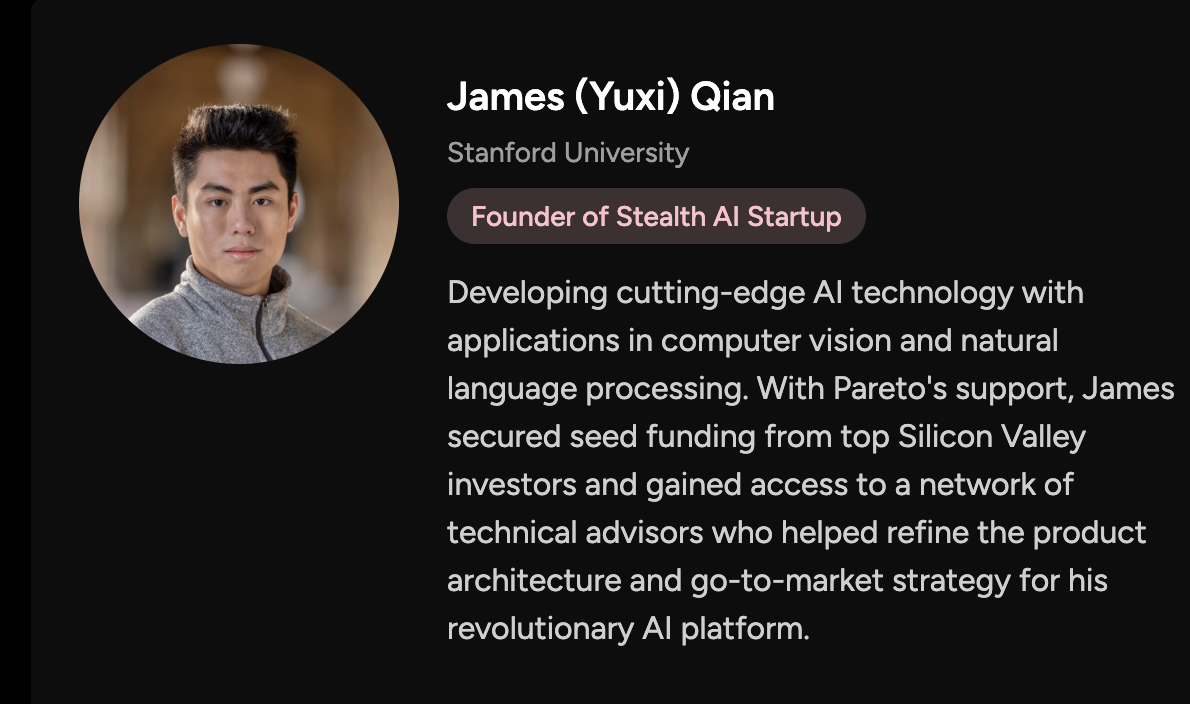 James (Yuxi) Qian
Stanford University
Founder of Stealth AI Startup
Developing cutting-edge AI technology with
applications in computer vision and natural
language processing. With Pareto's support, James
secured seed funding from top Silicon Valley
investors and gained access to a network of
technical advisors who helped refine the product
architecture and go-to-market strategy for his
revolutionary AI platform.